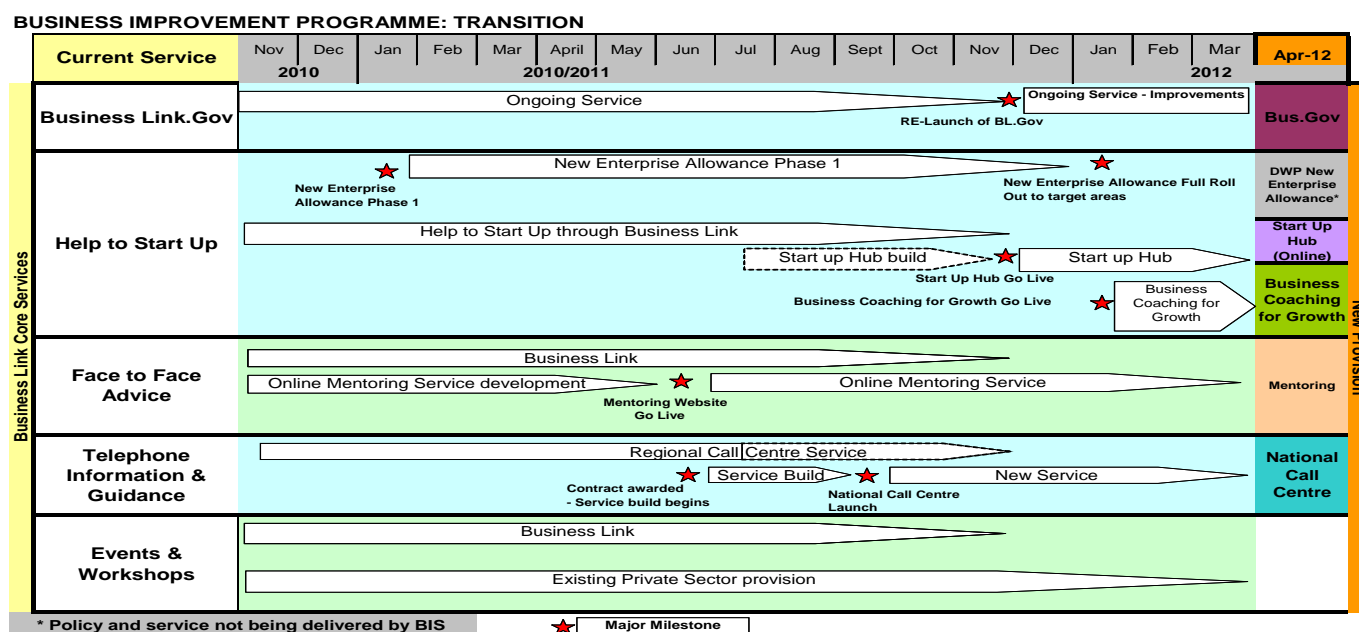 BUSINESS IMPROVEMENT PROGRAMME: TRANSITION
Current Service
Nov Dec Jan Feb Mar April May Jun Jul Aug Sept Oct Nov Dec Jan Feb Mar
2010 2010/2011 2012
Apr-12
Business Link Core Services
New Provision
Business Link.Gov
Ongoing Service
RE-Launch of BL.Gov
Ongoing Service - Improvements
Bus.Gov
Help to Start Up
New Enterprise
Allowance Phase 1
New Enterprise Allowance Phase 1
New Enterprise Allowance Full Roll
Out to target areas
DWP New
Enterprise
Allowance*
Help to Start Up through Business Link
Start up Hub build
Start Up Hub Go Live
Start up Hub
Start Up
Hub
(Online)
Business Coaching for Growth Go Live
Business
Coaching for
Growth
Business
Coaching
for Growth
Face to Face
Advice
Business Link
Online Mentoring Service development
Mentoring Website
Go Live
Online Mentoring Service
Mentoring
Telephone
Information &
Guidance
Regional Call Centre Service
Contract awarded
- Service build begins
Service Build
National Call Centre
Launch
New Service
National
Call
Centre
Events &
Workshops
Business Link
Existing Private Sector provision
* Policy and service not being delivered by BIS
Major Milestone